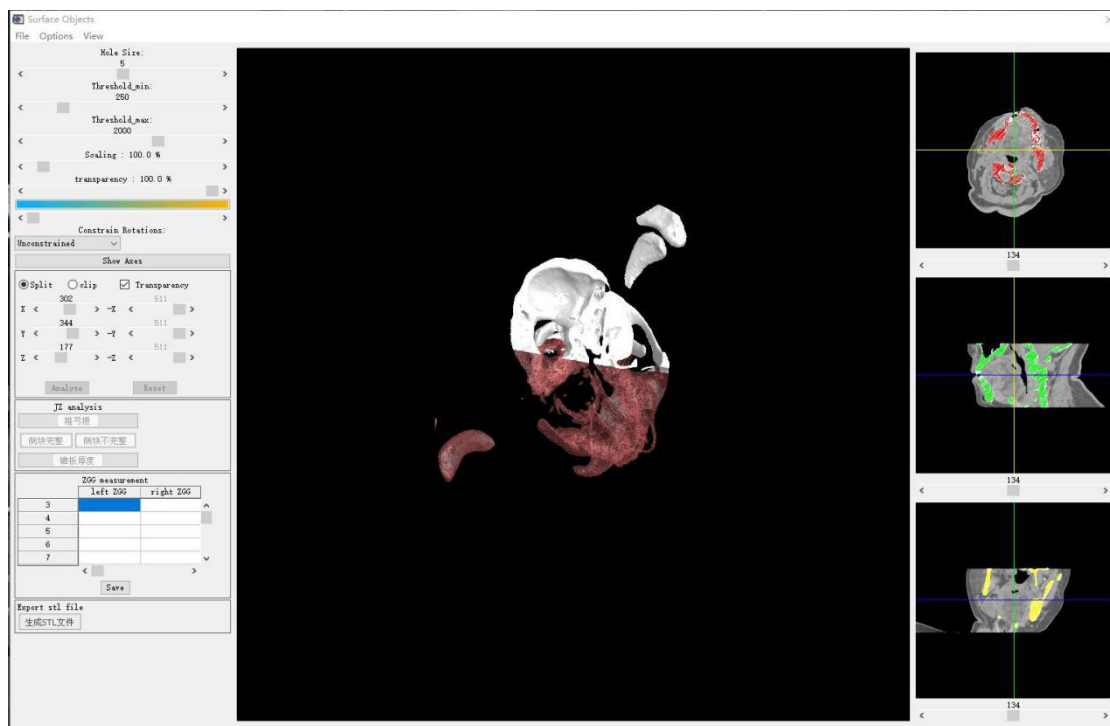 Surface Objects
File Options View
Hole Size:
5
Threshold_min:
250
Threshold_max:
2000
Scaling : 100.0 %
transparency : 100.0 %
Constrain Rotations:
Unconstrained
Show Axes
Split clip Transparency
302 511
X < > -X < >
344 511
Y < > -Y < >
177 511
Z < > -Z < >
Analyse Reset
JZ analysis
椎弓根
侧块完整 侧块不完整
椎板厚度
ZGG measurement
left ZGG right ZGG
3
4
5
6
7
Save
Export stl file
生成STL文件
134
134
134